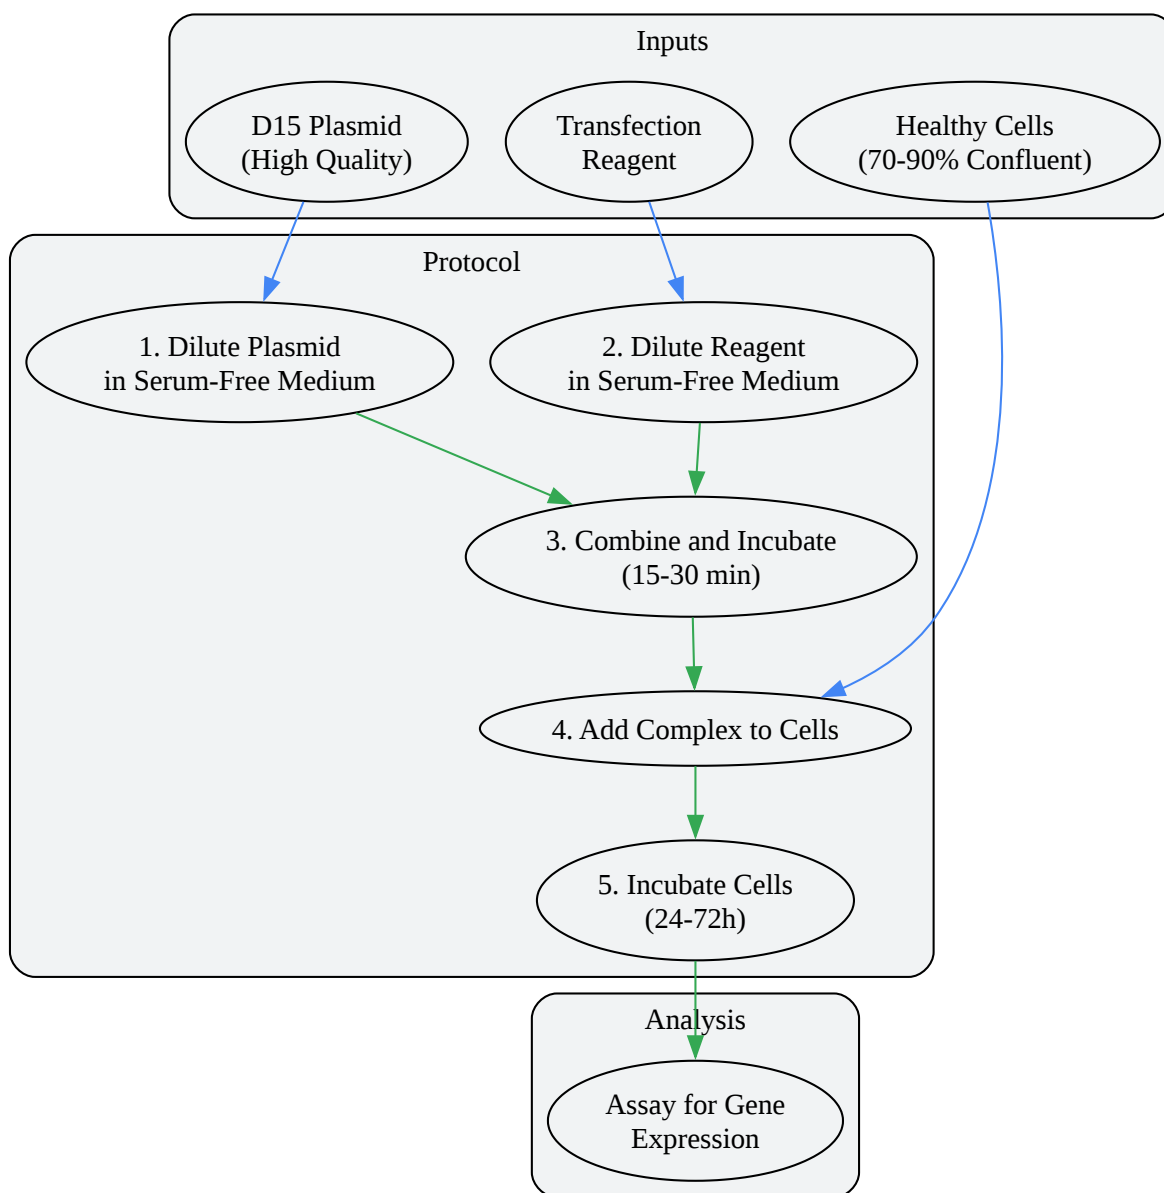 Inputs
D15 Plasmid
(High Quality)
Transfection
Reagent
Healthy Cells
(70-90% Confluent)
Protocol
1. Dilute Plasmid
in Serum-Free Medium
2. Dilute Reagent
in Serum-Free Medium
3. Combine and Incubate
(15-30 min)
4. Add Complex to Cells
5. Incubate Cells
(24-72h)
Analysis
Assay for Gene
Expression